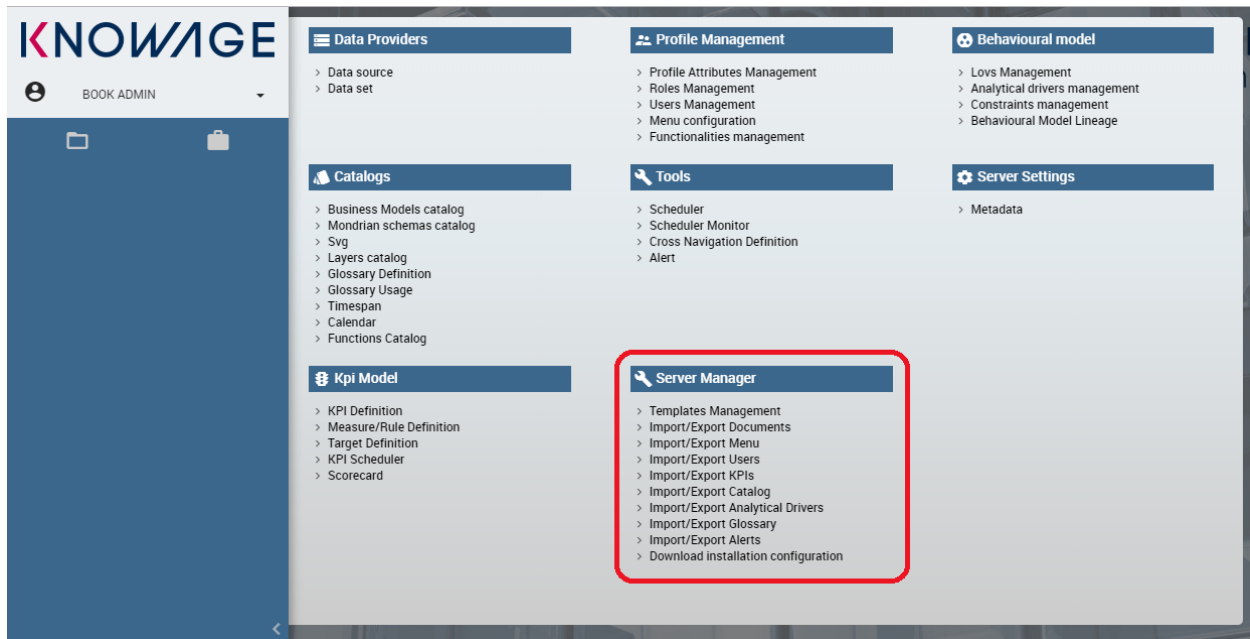 KNOWAGE
BOOK ADMIN
Data Providers
Data source
Data set
Profile Management
Profile Attributes Management
Roles Management
Users Management
Menu configuration
Functionalities management
Behavioural model
Lovs Management
Analytical drivers management
Constraints management
Behavioural Model Lineage
Catalogs
Business Models catalog
Mondrian schemas catalog
Svg
Layers catalog
Glossary Definition
Glossary Usage
Timespan
Calendar
Functions Catalog
Tools
Scheduler
Scheduler Monitor
Cross Navigation Definition
Alert
Server Settings
Metadata
Kpi Model
KPI Definition
Measure/Rule Definition
Target Definition
KPI Scheduler
Scorecard
Server Manager
Templates Management
Import/Export Documents
Import/Export Menu
Import/Export Users
Import/Export KPIs
Import/Export Catalog
Import/Export Analytical Drivers
Import/Export Glossary
Import/Export Alerts
Download installation configuration